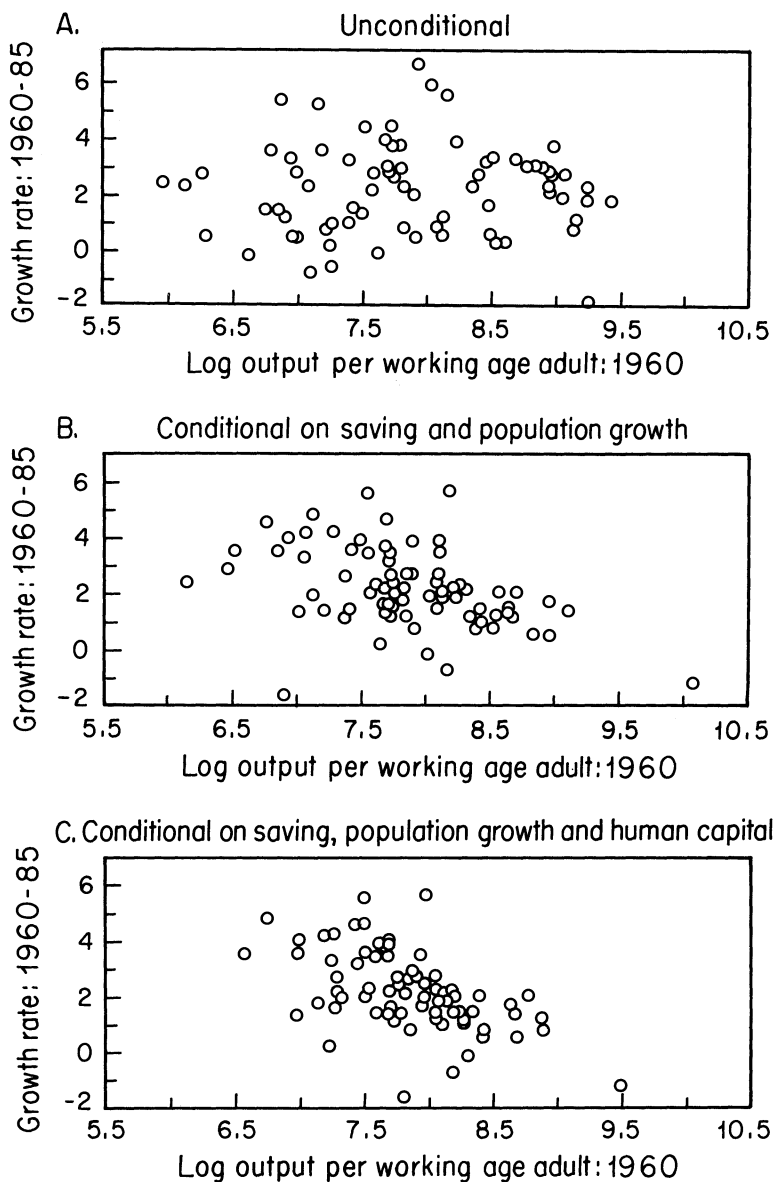 A. Unconditional
Growth rate: 1960-85
6
4
2
0
-2
5.5 6.5 7.5 8.5 9.5 10.5
Log output per working age adult: 1960
B. Conditional on saving and population growth
Growth rate: 1960-85
6
4
2
0
-2
5.5 6.5 7.5 8.5 9.5 10.5
Log output per working age adult: 1960
C. Conditional on saving, population growth and human capital
Growth rate: 1960-85
6
4
2
0
-2
5.5 6.5 7.5 8.5 9.5 10.5
Log output per working age adult: 1960